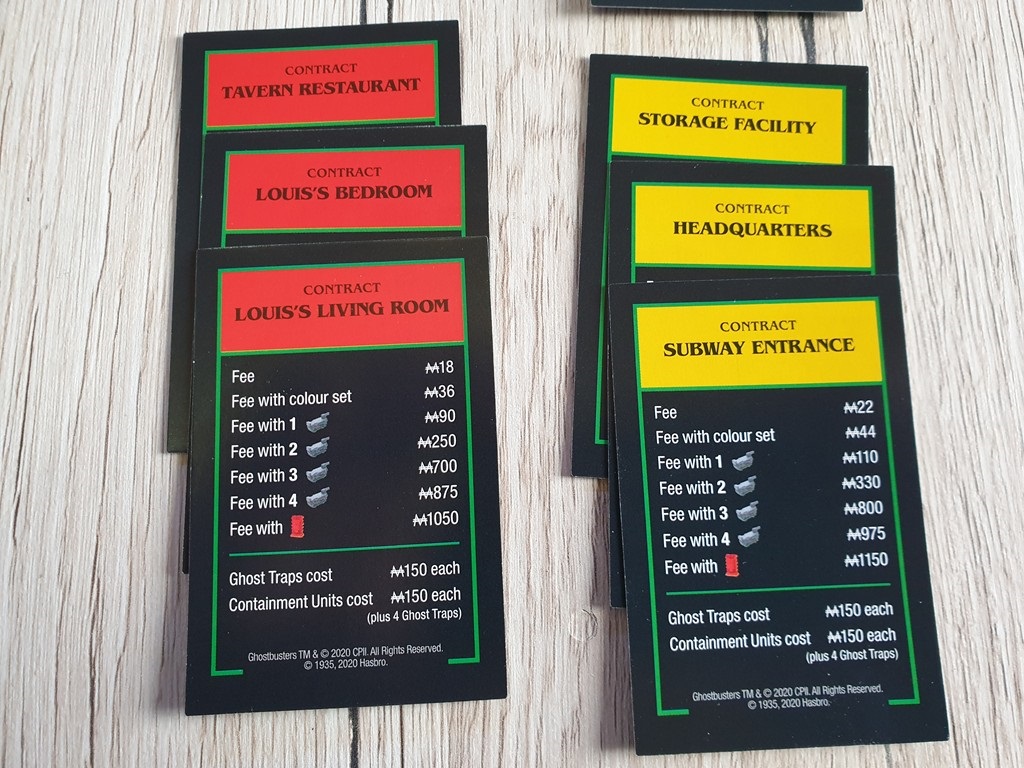 CONTRACT
TAVERN RESTAURANT
CONTRACT
LOUIS'S BEDROOM
CONTRACT
LOUIS'S LIVING ROOM
Fee ₩18
Fee with colour set ₩36
Fee with 1 ₩90
Fee with 2 ₩250
Fee with 3 ₩700
Fee with 4 ₩875
Fee with ₩1050
Ghost Traps cost ₩150 each
Containment Units cost ₩150 each
(plus 4 Ghost Traps)
Ghostbusters TM & © 2020 CPII. All Rights Reserved.
© 1935, 2020 Hasbro.
CONTRACT
STORAGE FACILITY
CONTRACT
HEADQUARTERS
CONTRACT
SUBWAY ENTRANCE
Fee ₩22
Fee with colour set ₩44
Fee with 1 ₩110
Fee with 2 ₩330
Fee with 3 ₩800
Fee with 4 ₩975
Fee with ₩1150
Ghost Traps cost ₩150 each
Containment Units cost ₩150 each
(plus 4 Ghost Traps)
Ghostbusters TM & © 2020 CPII. All Rights Reserved.
© 1935, 2020 Hasbro.